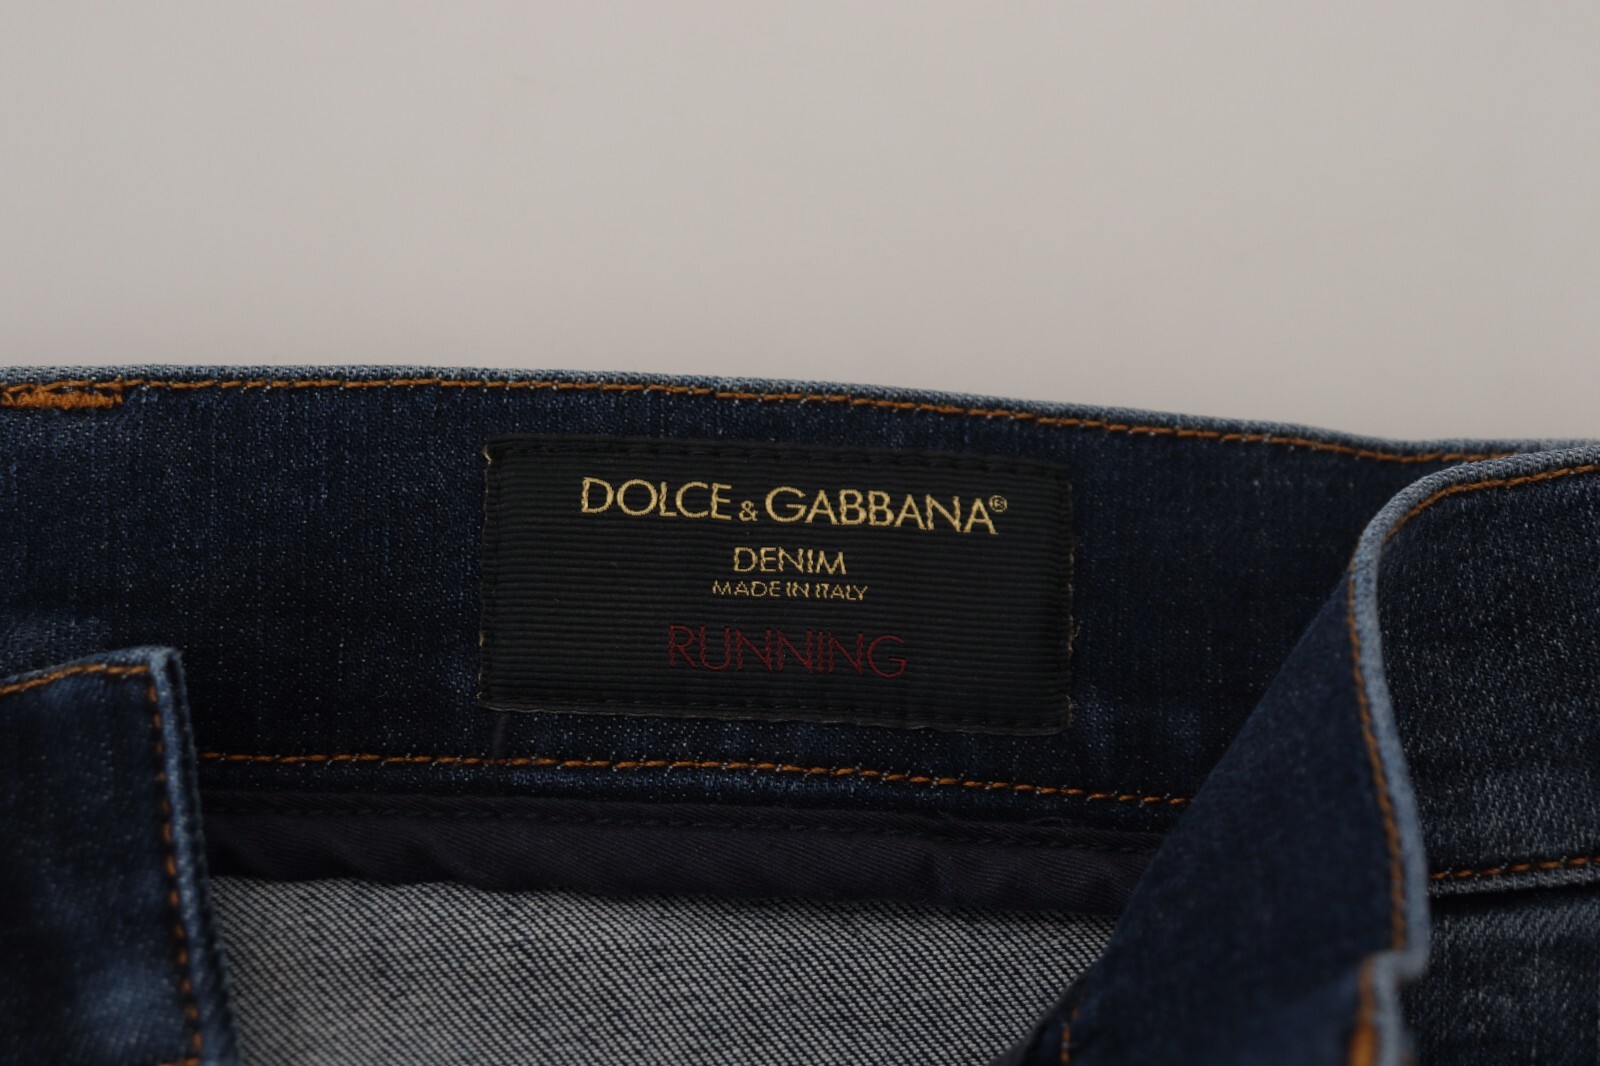 DOLCE & GABBANA®
DENIM
MADE IN ITALY
RUNNING